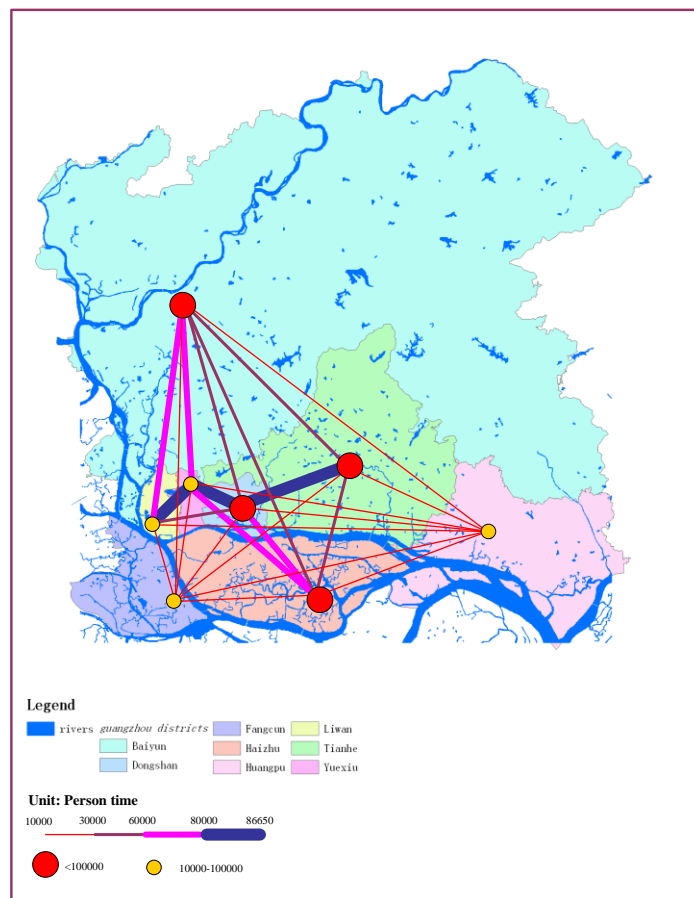 Legend
rivers guangzhou districts Fangcun Liwan
Baiyun Haizhu Tianhe
Dongshan Huangpu Yuexiu
Unit: Person time
10000 30000 60000 80000 86650
<100000 10000-100000